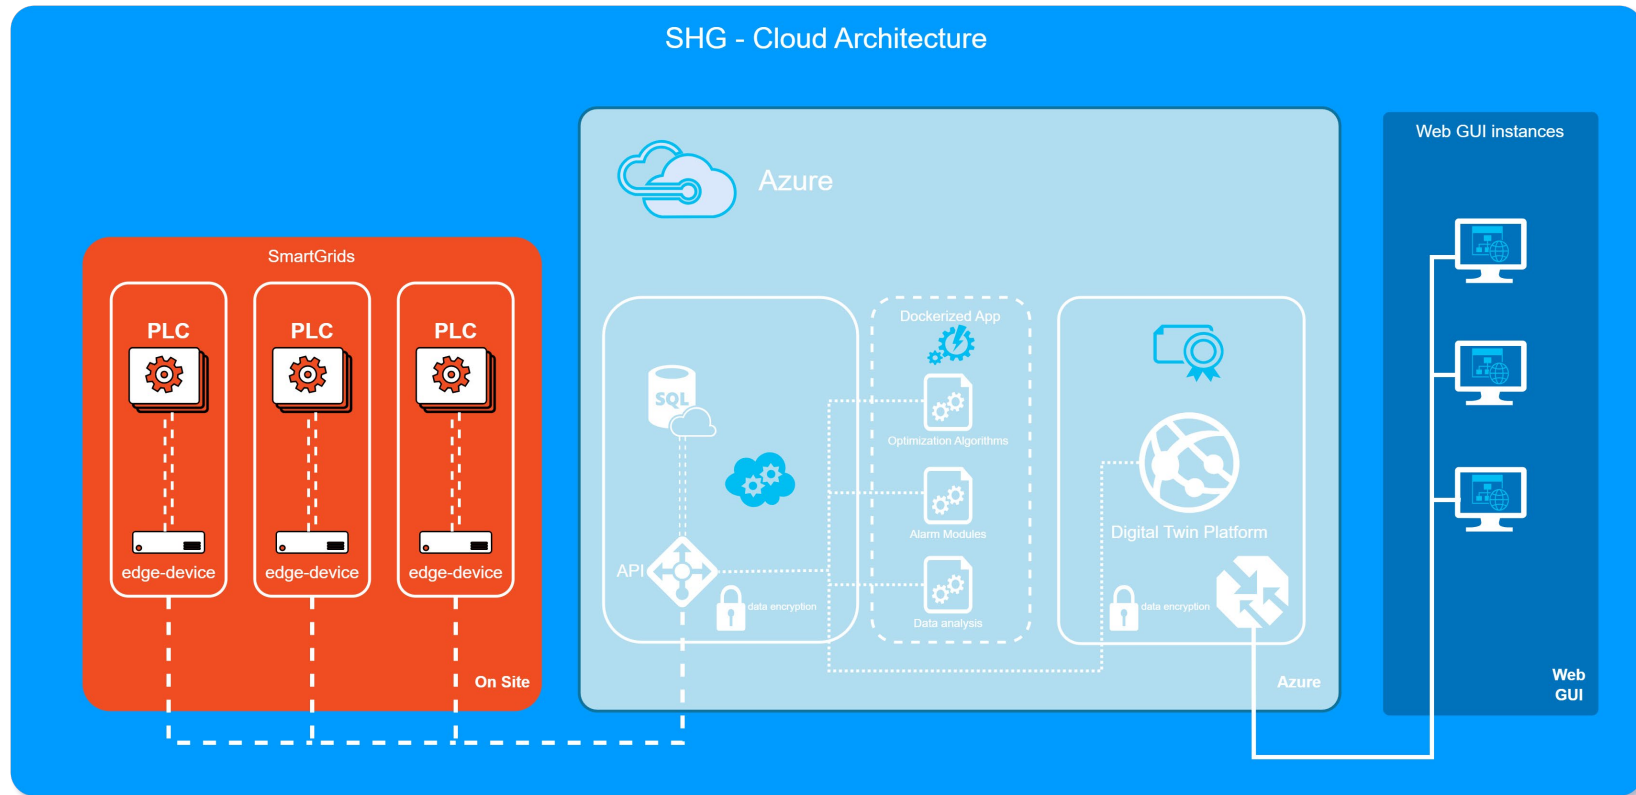 SHG - Cloud Architecture
SmartGrids
PLC
PLC
PLC
edge-device
edge-device
edge-device
On Site
Azure
SQL
API
data encryption
Dockerized App
Optimization Algorithms
Alarm Modules
Data analysis
Digital Twin Platform
data encryption
Azure
Web GUI instances
Web
GUI